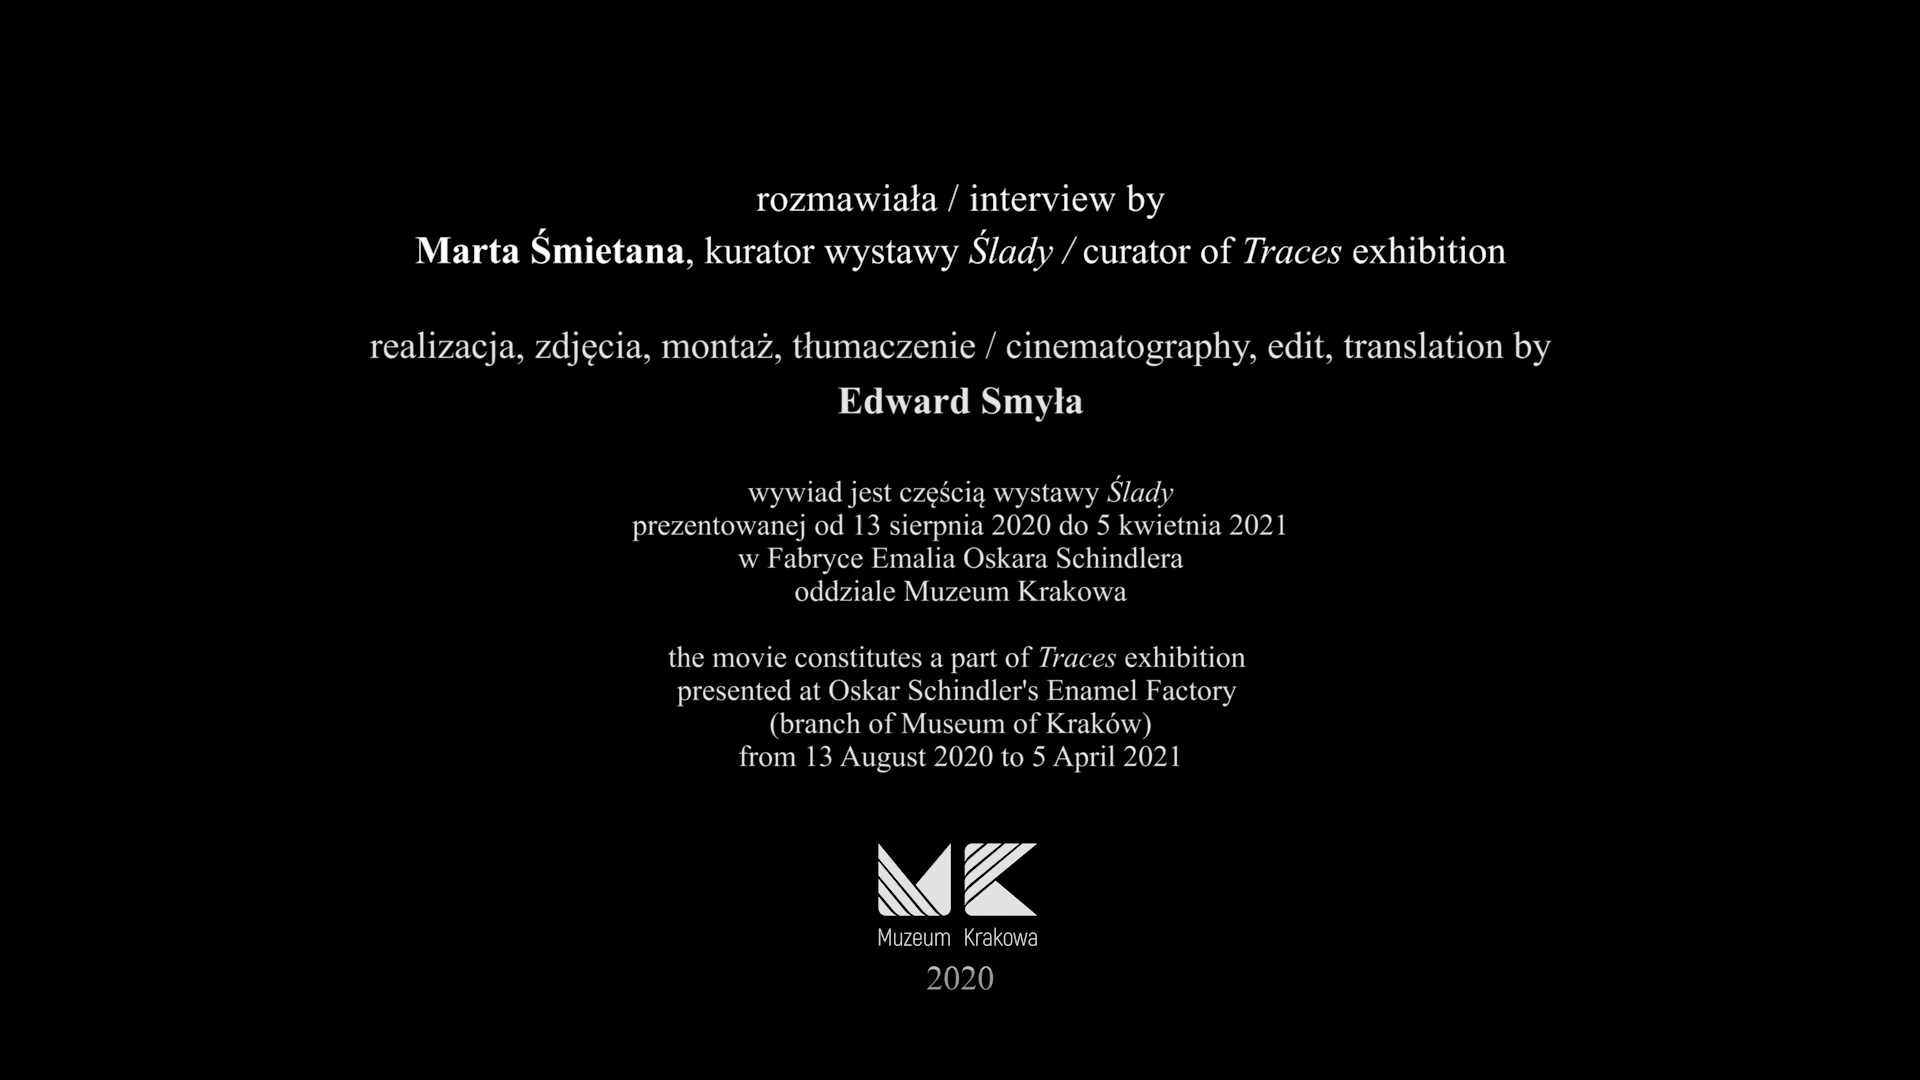 rozmawiała / interview by
Marta Śmietana, kurator wystawy Ślady / curator of Traces exhibition
realizacja, zdjęcia, montaż, tłumaczenie / cinematography, edit, translation by
Edward Smyła
wywiad jest częścią wystawy Ślady
prezentowanej od 13 sierpnia 2020 do 5 kwietnia 2021
w Fabryce Emalia Oskara Schindlera
oddziale Muzeum Krakowa
the movie constitutes a part of Traces exhibition
presented at Oskar Schindler's Enamel Factory
(branch of Museum of Kraków)
from 13 August 2020 to 5 April 2021
MK
Muzeum Krakowa
2020